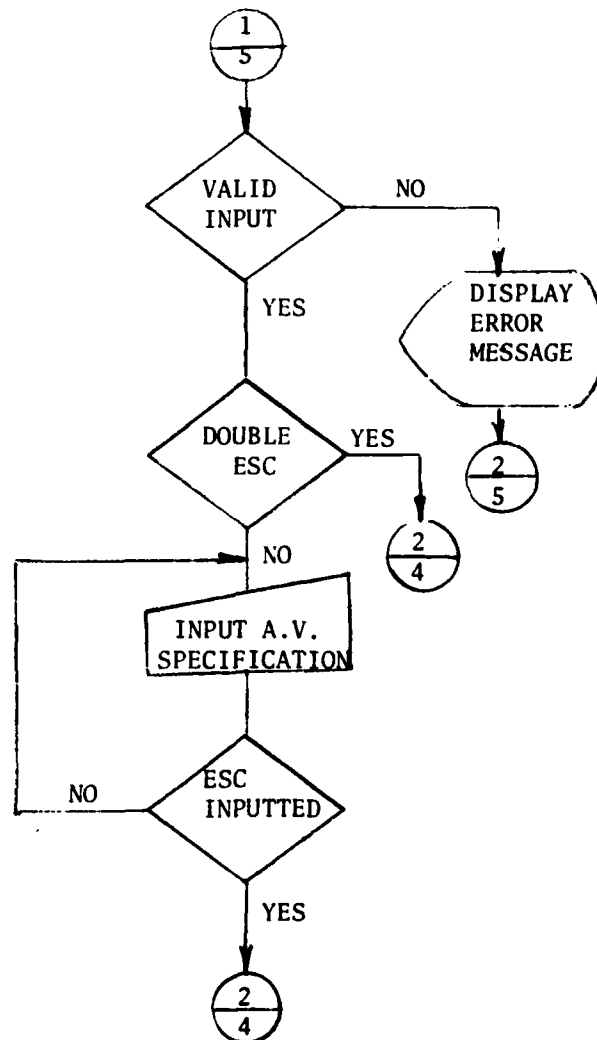 1
5
VALID
INPUT
NO
YES
DISPLAY
ERROR
MESSAGE
DOUBLE
ESC
YES
2
5
NO
2
4
INPUT A.V.
SPECIFICATION
ESC
INPUTTED
NO
YES
2
4